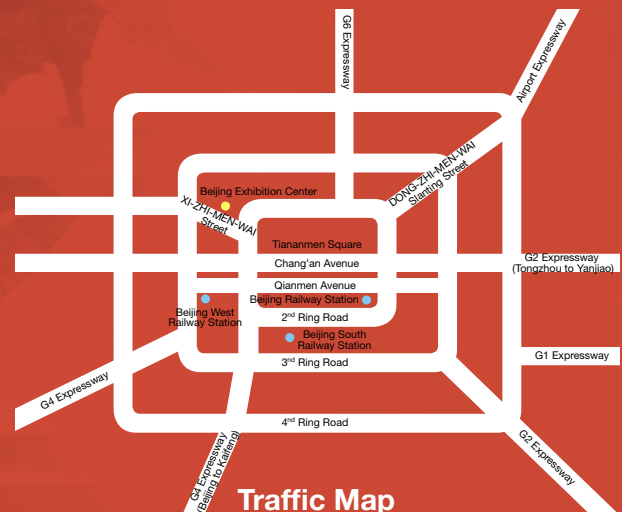 G6 Expressway
Airport Expressway
DONG-ZHI-MEN-WAI
Slanting Street
Beijing Exhibition Center
XI-ZHI-MEN-WAI
Street
Tiananmen Square
Chang'an Avenue
G2 Expressway
(Tongzhou to Yanjiao)
Qianmen Avenue
Beijing Railway Station
Beijing West
Railway Station
2nd Ring Road
Beijing South
Railway Station
G1 Expressway
3nd Ring Road
G4 Expressway
4nd Ring Road
G4 Expressway
(Beijing to Kaifeng)
G2 Expressway
Traffic Map